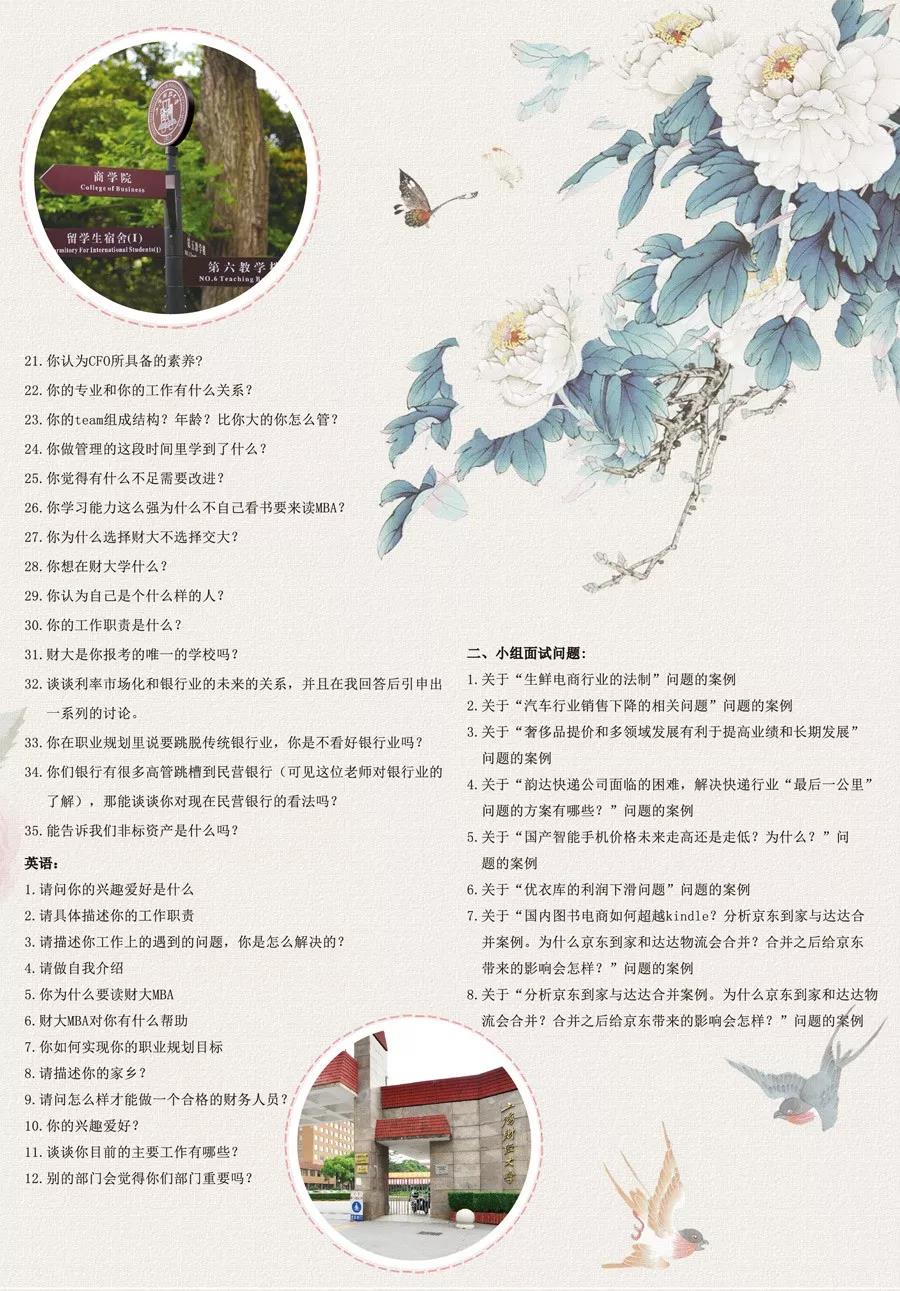 商学院
College of Business
留学生宿舍(I)
For International Students(I)
第五教学楼
第六教学楼
NO.6 Teaching
21.你认为CFO所具备的素养?
22.你的专业和你的工作有什么关系?
23.你的team组成结构? 年龄? 比你大的你怎么管?
24.你做管理的这段时间里学到了什么?
25.你觉得有什么不足需要改进?
26.你学习能力这么强为什么不自己看书要来读MBA?
27.你为什么选择财大不选择交大?
28.你想在财大学什么?
29.你认为自己是个什么样的人?
30.你的工作职责是什么?
31.财大是你报考的唯一的学校吗?
32.谈谈利率市场化和银行业的未来的关系，并且在我回答后引申出
一系列的讨论。
33.你在职业规划里说要跳脱传统银行业，你是不看好银行业吗?
34.你们银行有很多高管跳槽到民营银行（可见这位老师对银行业的
了解），那能谈谈你对现在民营银行的看法吗?
35.能告诉我们非标资产是什么吗?
英语:
1.请问你的兴趣爱好是什么
2.请具体描述你的工作职责
3.请描述你工作上的遇到的问题，你是怎么解决的?
4.请做自我介绍
5.你为什么要读财大MBA
6.财大MBA对你有什么帮助
7.你如何实现你的职业规划目标
8.请描述你的家乡?
9.请问怎么样才能做一个合格的财务人员?
10.你的兴趣爱好?
11.谈谈你目前的主要工作有哪些?
12.别的部门会觉得你们部门重要吗?
二、小组面试问题:
1.关于“生鲜电商行业的法制”问题的案例
2.关于“汽车行业销售下降的相关问题”问题的案例
3.关于“奢侈品提价和多领域发展有利于提高业绩和长期发展”
问题的案例
4.关于“韵达快递公司面临的困难，解决快递行业“最后一公里”
问题的方案有哪些? ”问题的案例
5.关于“国产智能手机价格未来走高还是走低? 为什么? ”问
题的案例
6.关于“优衣库的利润下滑问题”问题的案例
7.关于“国内图书电商如何超越kindle? 分析京东到家与达达合
并案例。为什么京东到家和达达物流会合并? 合并之后给京东
带来的影响会怎样? ”问题的案例
8.关于“分析京东到家与达达合并案例。为什么京东到家和达达物
流会合并? 合并之后给京东带来的影响会怎样? ”问题的案例
上海财经大学